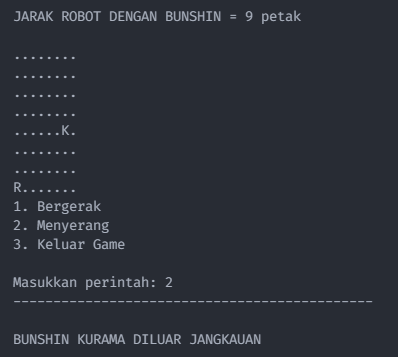 JARAK ROBOT DENGAN BUNSHIN = 9 petak
........
........
........
........
......K.
........
........
R.......
1. Bergerak
2. Menyerang
3. Keluar Game
Masukkan perintah: 2
---------------------------------------------
BUNSHIN KURAMA DILUAR JANGKAUAN